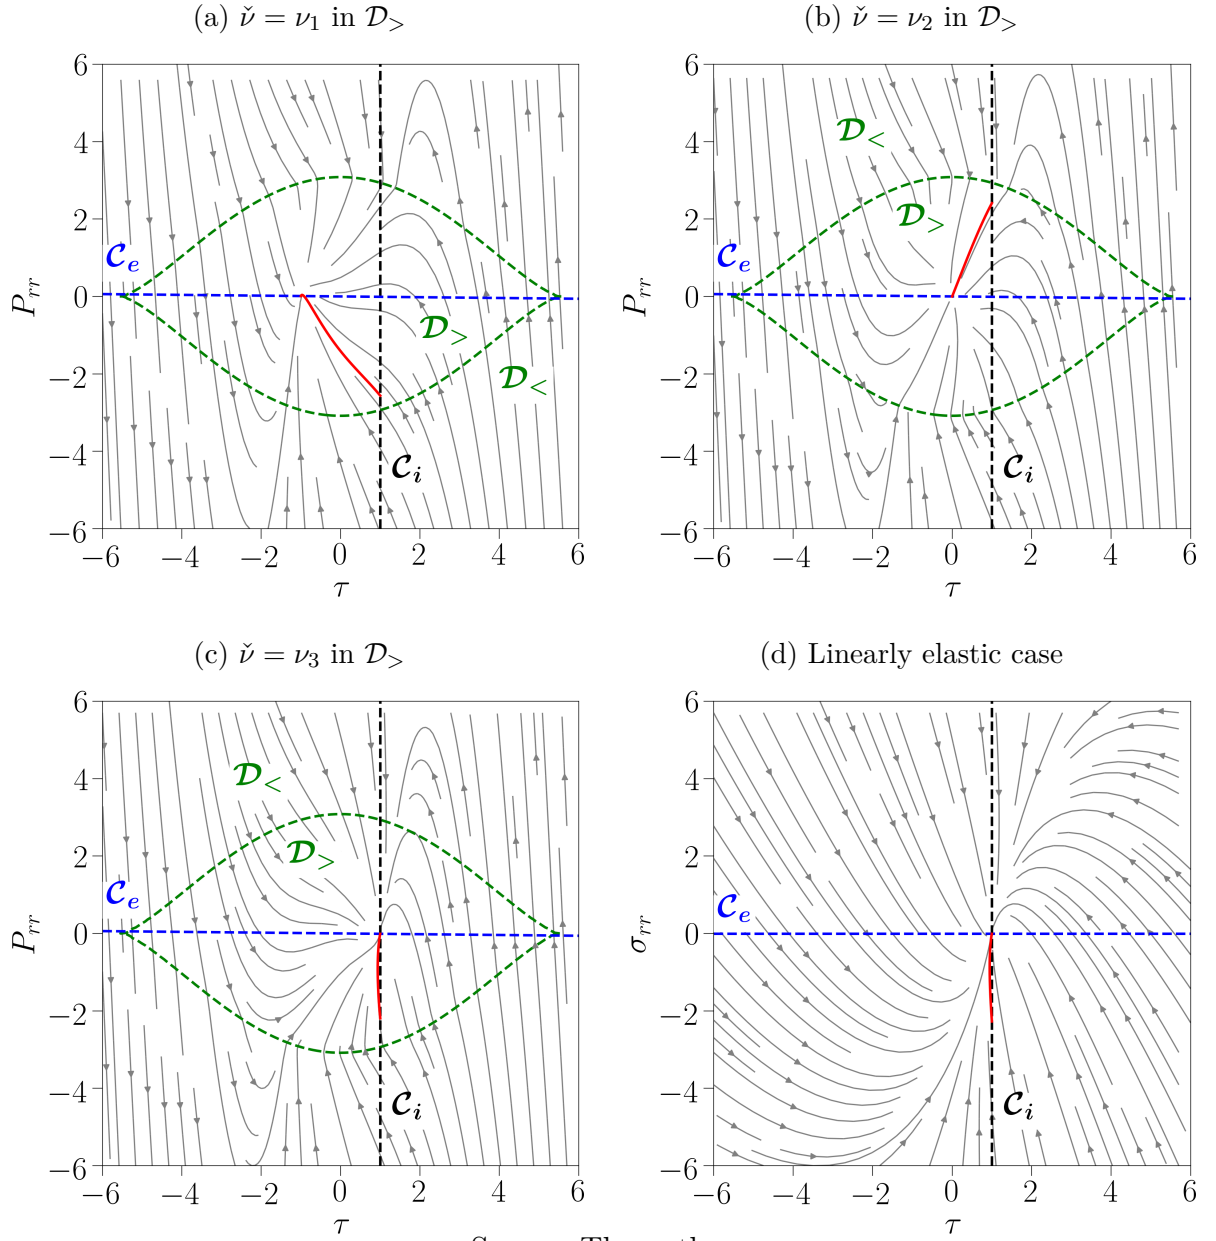 (a) ν̌ = ν₁ in 𝒟>
(b) ν̌ = ν₂ in 𝒟>
6
4
2
0
−2
−4
−6
P_rr
𝒞_e
𝒟>
𝒟<
𝒞_i
−6 −4 −2 0 2 4 6
τ
6
4
2
0
−2
−4
−6
P_rr
𝒟<
𝒟>
𝒞_e
𝒞_i
−6 −4 −2 0 2 4 6
τ
(c) ν̌ = ν₃ in 𝒟>
(d) Linearly elastic case
6
4
2
0
−2
−4
−6
P_rr
𝒟<
𝒟>
𝒞_e
𝒞_i
−6 −4 −2 0 2 4 6
τ
6
4
2
0
−2
−4
−6
σ_rr
𝒞_e
𝒞_i
−6 −4 −2 0 2 4 6
τ